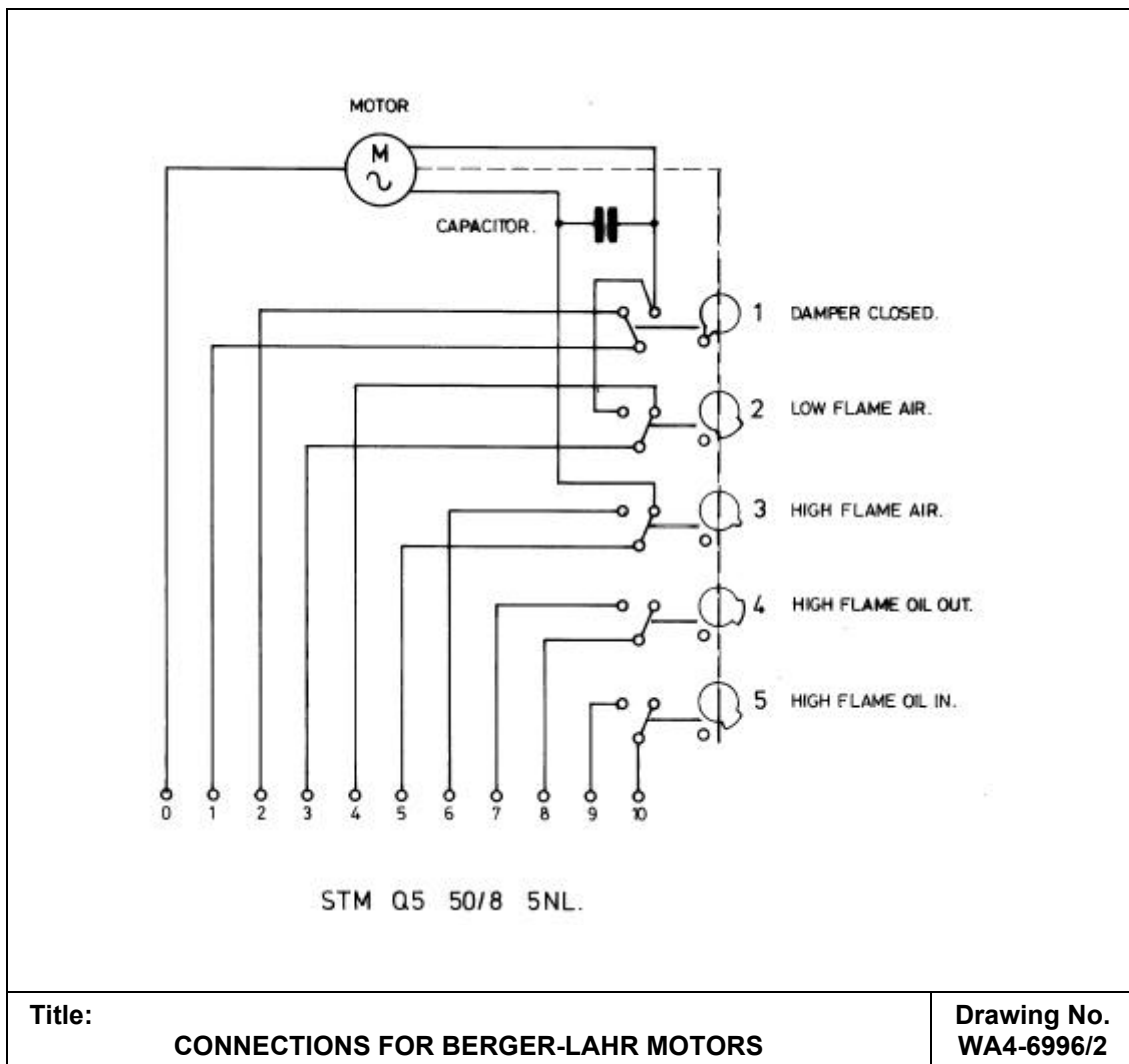 MOTOR
M
CAPACITOR.
1 DAMPER CLOSED.
2 LOW FLAME AIR.
3 HIGH FLAME AIR.
4 HIGH FLAME OIL OUT.
5 HIGH FLAME OIL IN.
0 1 2 3 4 5 6 7 8 9 10
STM Q5 50/8 5NL.
Title:
CONNECTIONS FOR BERGER-LAHR MOTORS
Drawing No.
WA4-6996/2